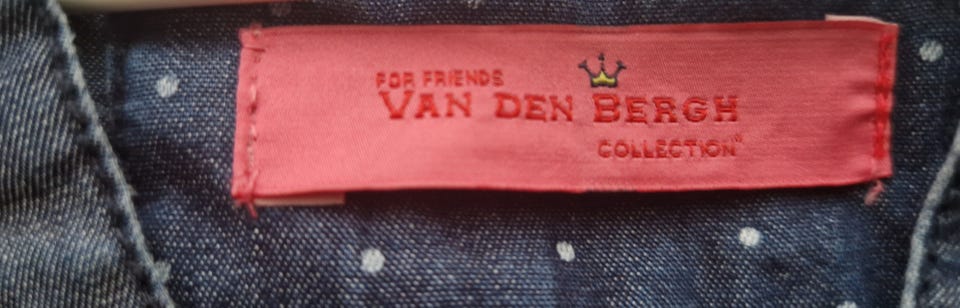 FOR FRIENDS
VAN DEN BERGH
COLLECTION"